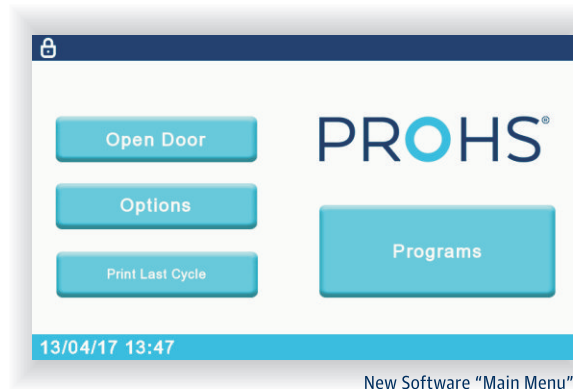 Open Door
Options
Print Last Cycle
PROHS®
Programs
13/04/17 13:47
New Software "Main Menu"